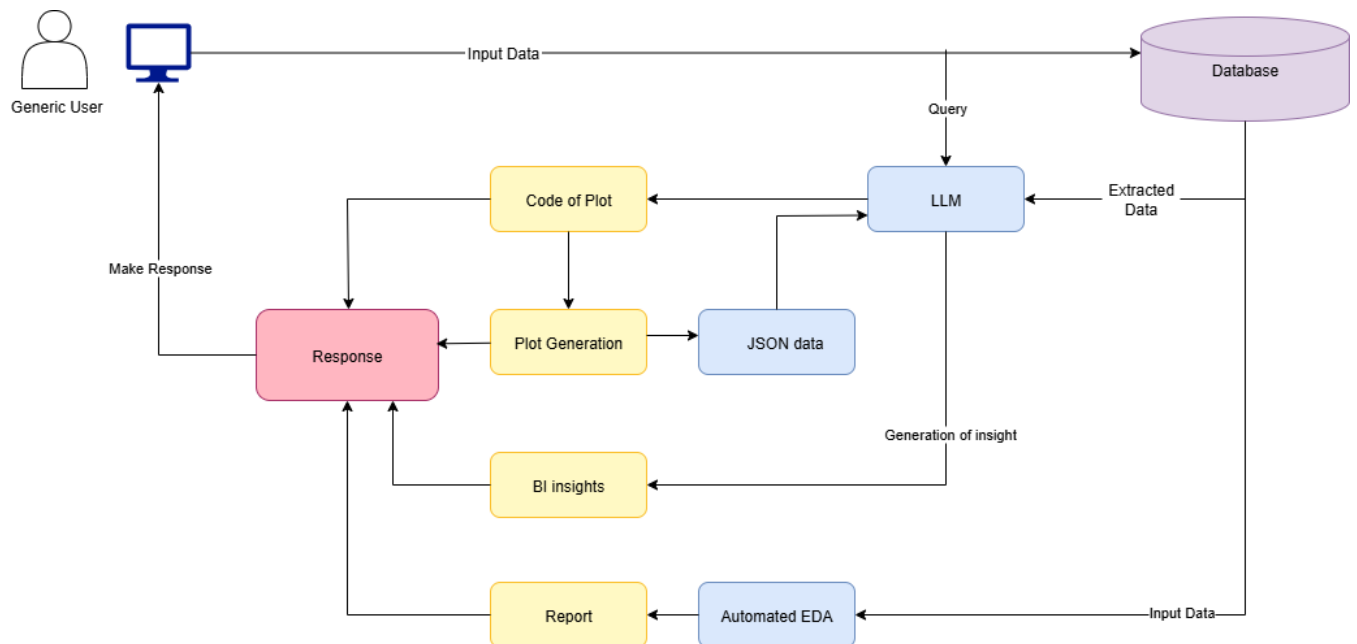 Input Data
Database
Generic User
Query
Code of Plot
LLM
Extracted
Data
Make Response
Response
Plot Generation
JSON data
Generation of insight
BI insights
Report
Automated EDA
Input Data